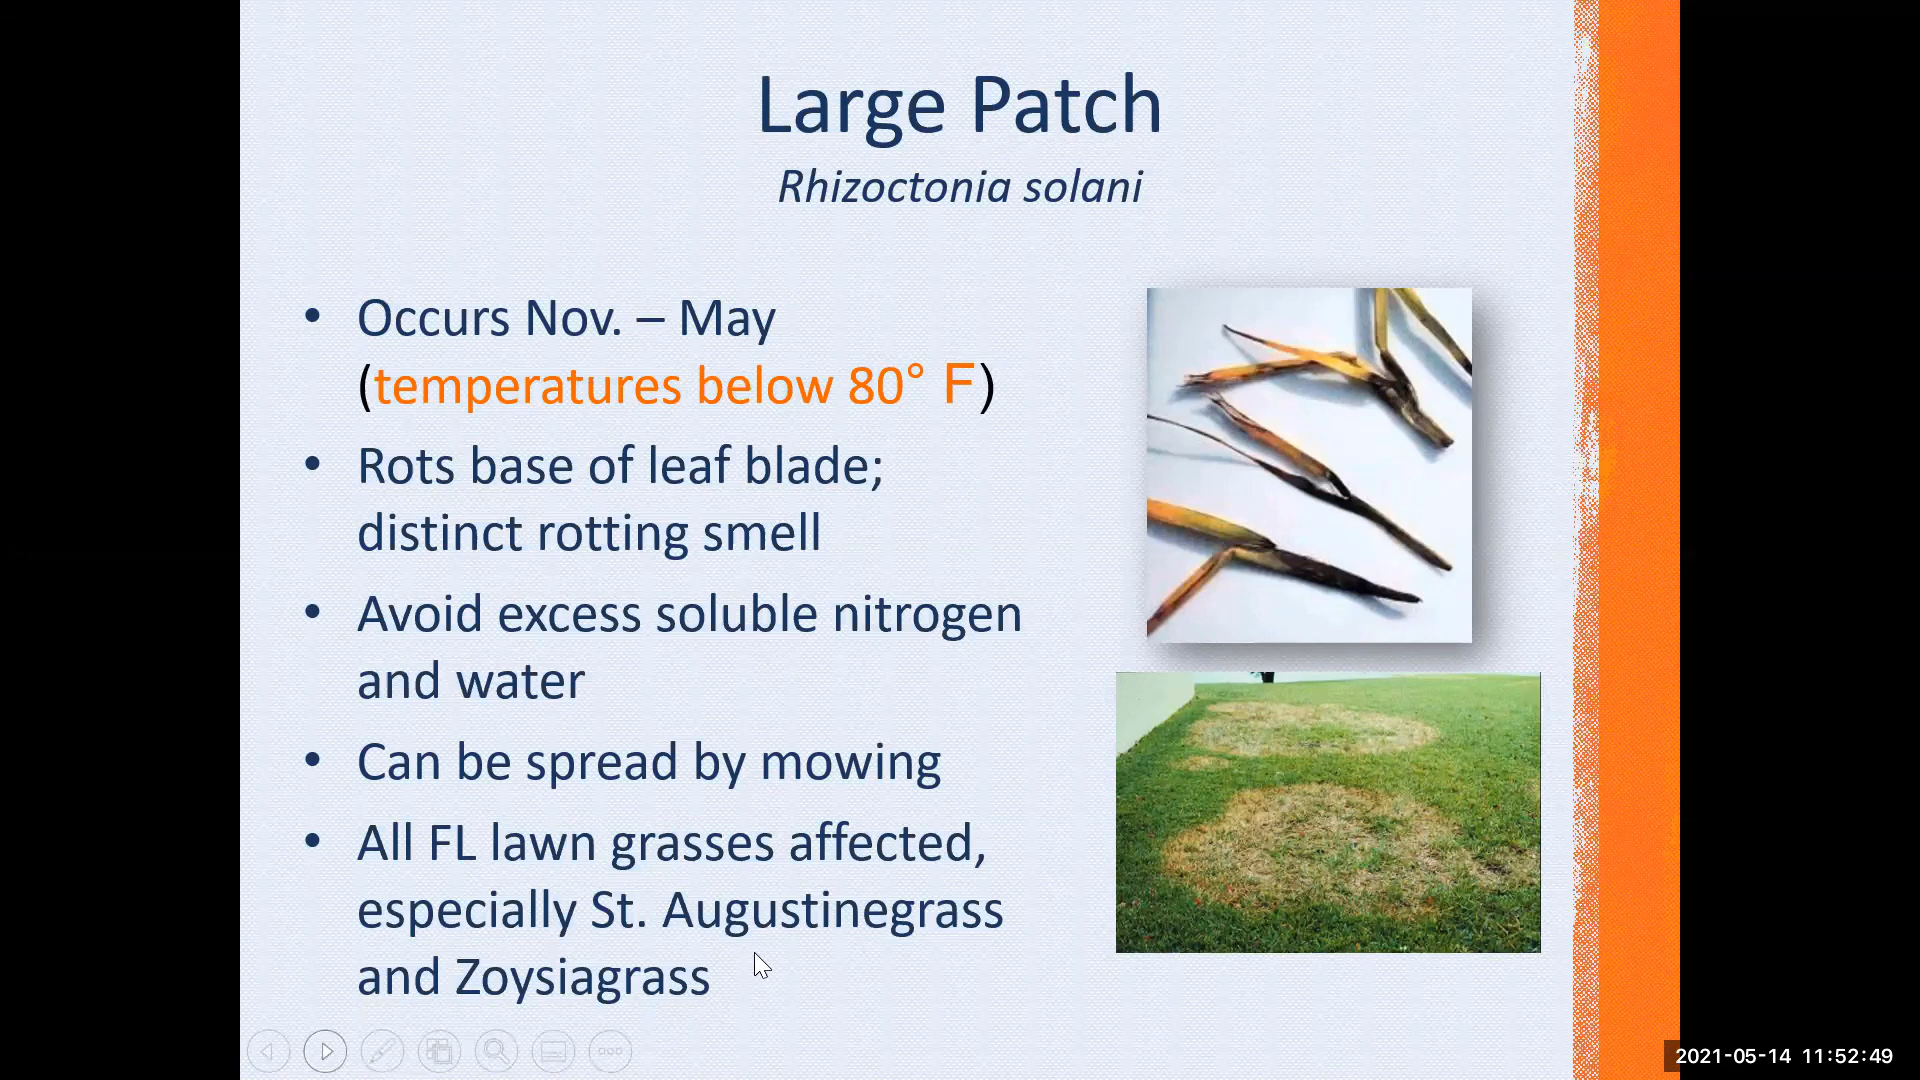 Large Patch
Rhizoctonia solani
• Occurs Nov. – May
(temperatures below 80° F)
• Rots base of leaf blade;
distinct rotting smell
• Avoid excess soluble nitrogen
and water
• Can be spread by mowing
• All FL lawn grasses affected,
especially St. Augustinegrass
and Zoysiagrass
2021-05-14 11:52:49